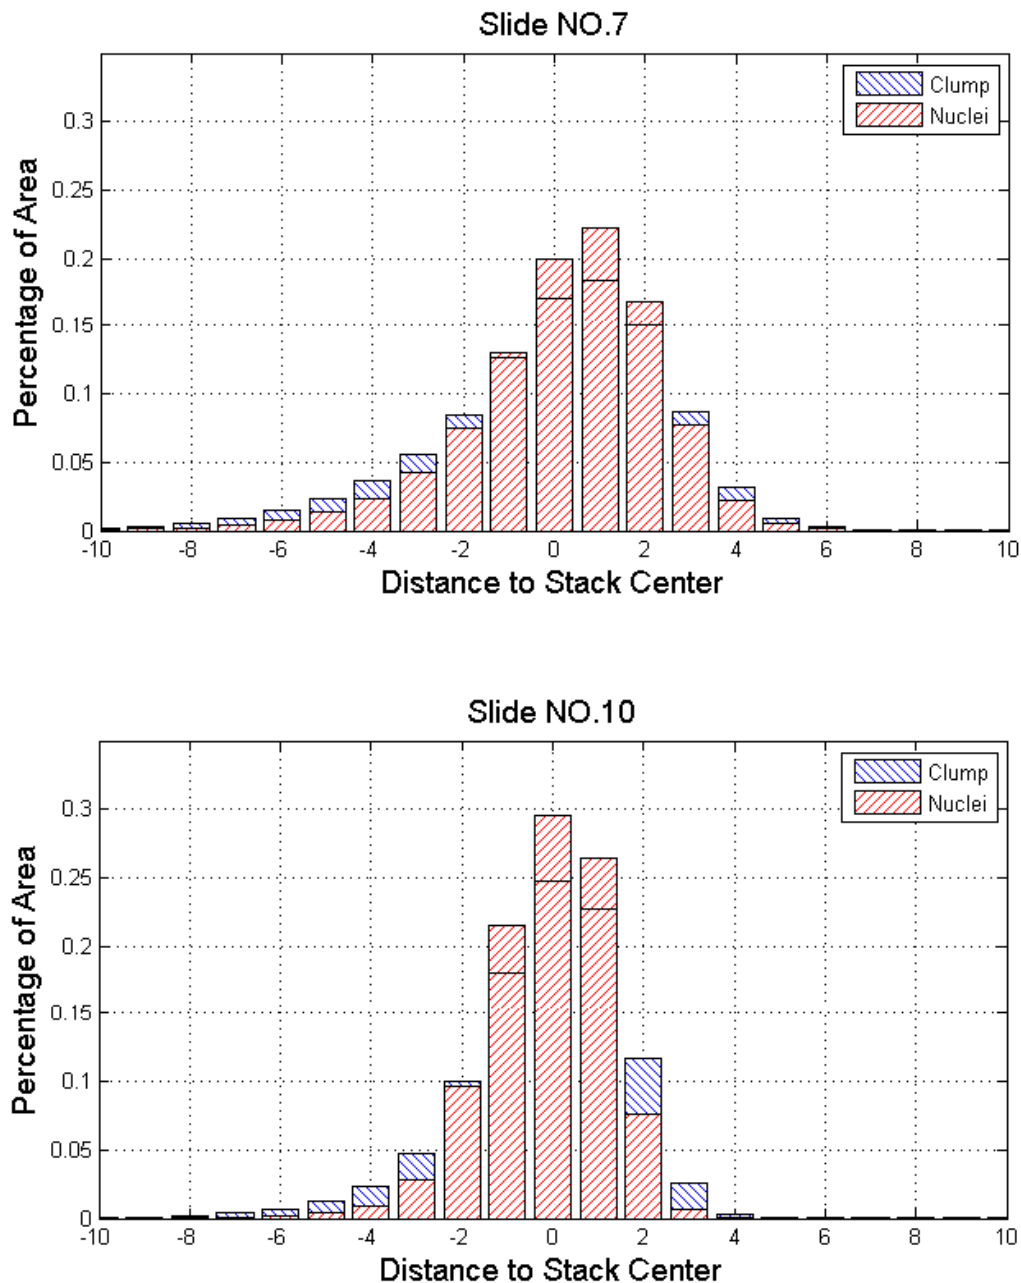 Slide NO.7
Clump
Nuclei
Percentage of Area
0.3
0.25
0.2
0.15
0.1
0.05
0
-10 -8 -6 -4 -2 0 2 4 6 8 10
Distance to Stack Center
Slide NO.10
Clump
Nuclei
Percentage of Area
0.3
0.25
0.2
0.15
0.1
0.05
0
-10 -8 -6 -4 -2 0 2 4 6 8 10
Distance to Stack Center